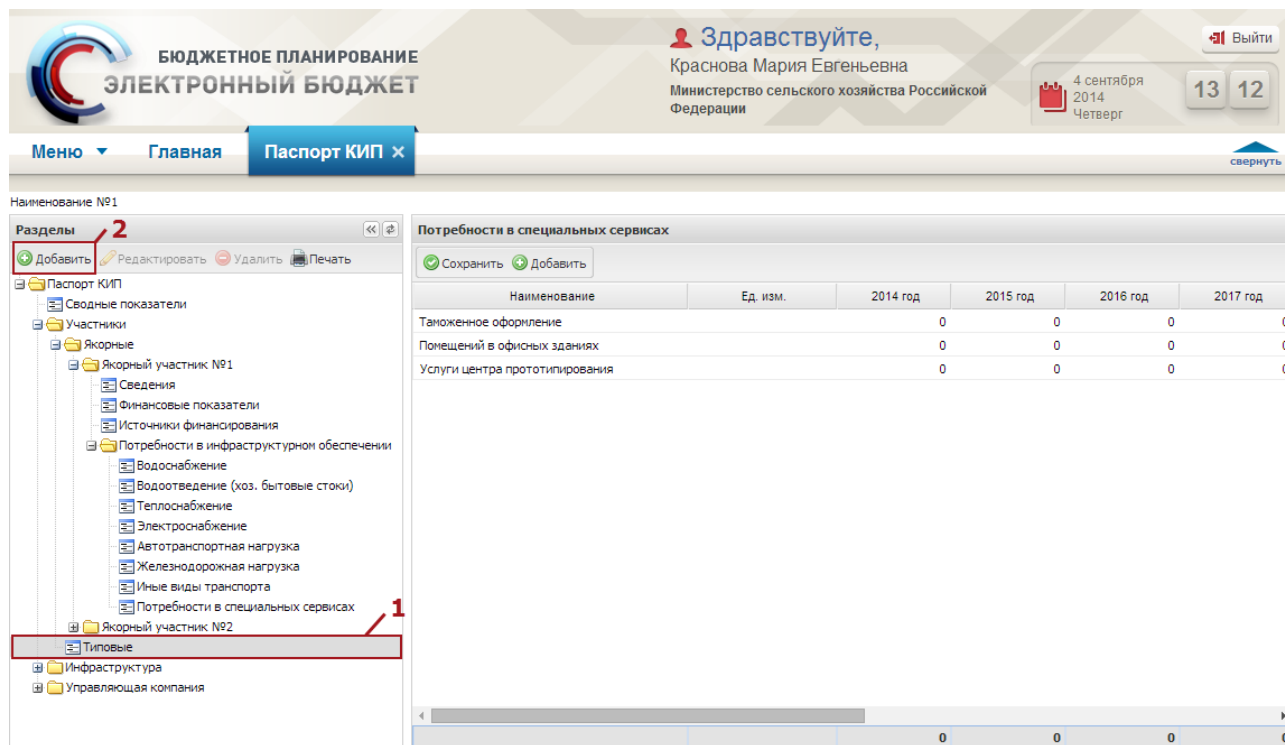 БЮДЖЕТНОЕ ПЛАНИРОВАНИЕ
ЭЛЕКТРОННЫЙ БЮДЖЕТ
Здравствуйте,
Краснова Мария Евгеньевна
Министерство сельского хозяйства Российской
Федерации
4 сентября
2014
Четверг
13 12
Выйти
Меню Главная Паспорт КИП ×
свернуть
Наименование №1
Разделы 2
Добавить Редактировать Удалить Печать
Паспорт КИП
Сводные показатели
Участники
Якорные
Якорный участник №1
Сведения
Финансовые показатели
Источники финансирования
Потребности в инфраструктурном обеспечении
Водоснабжение
Водоотведение (хоз. бытовые стоки)
Теплоснабжение
Электроснабжение
Автотранспортная нагрузка
Железнодорожная нагрузка
Иные виды транспорта
Потребности в специальных сервисах
1
Якорный участник №2
Типовые
Инфраструктура
Управляющая компания
Потребности в специальных сервисах
Сохранить Добавить
Наименование Ед. изм. 2014 год 2015 год 2016 год 2017 год
Таможенное оформление 0 0 0 0
Помещений в офисных зданиях 0 0 0 0
Услуги центра прототипирования 0 0 0 0
0 0 0 0